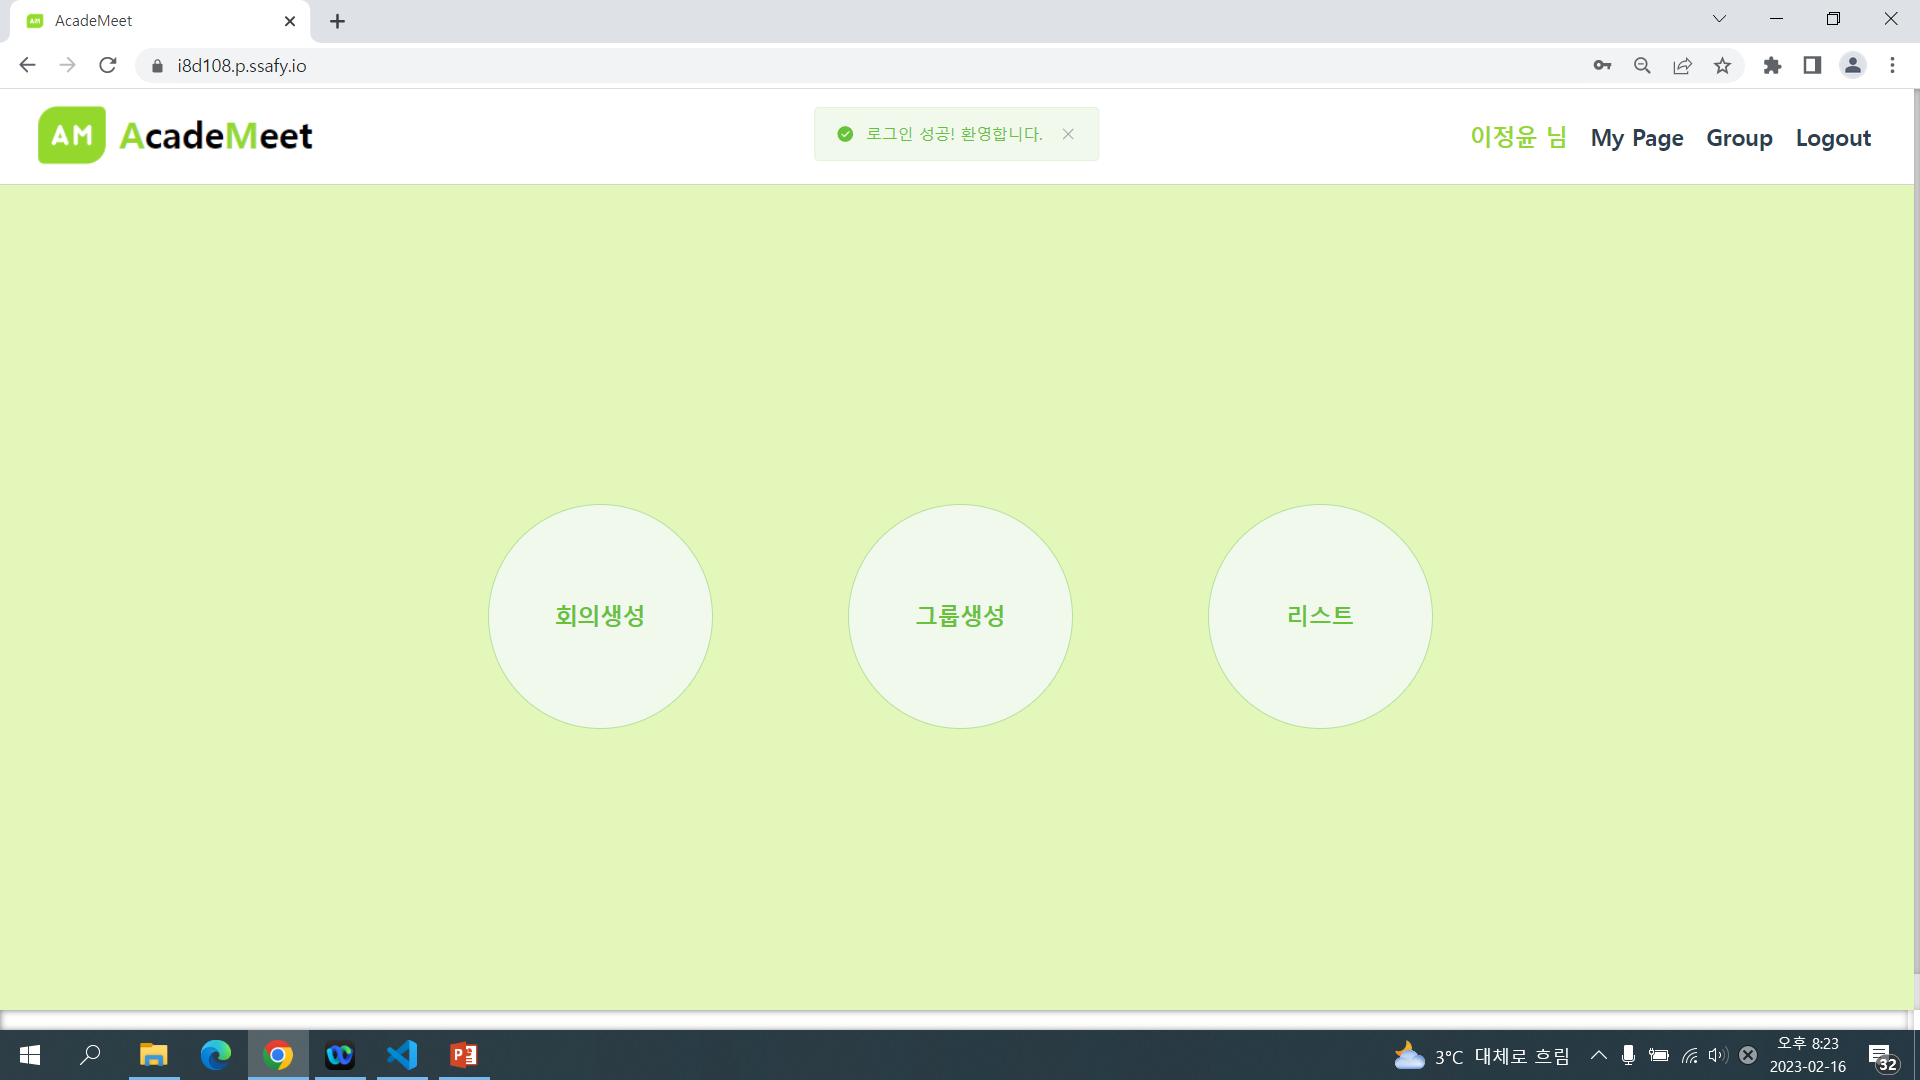 AcadeMeet
i8d108.p.ssafy.io
AM AcadeMeet
로그인 성공! 환영합니다.
이정윤 님 My Page Group Logout
회의생성 그룹생성 리스트
3°C 대체로 흐림
오후 8:23
2023-02-16
32